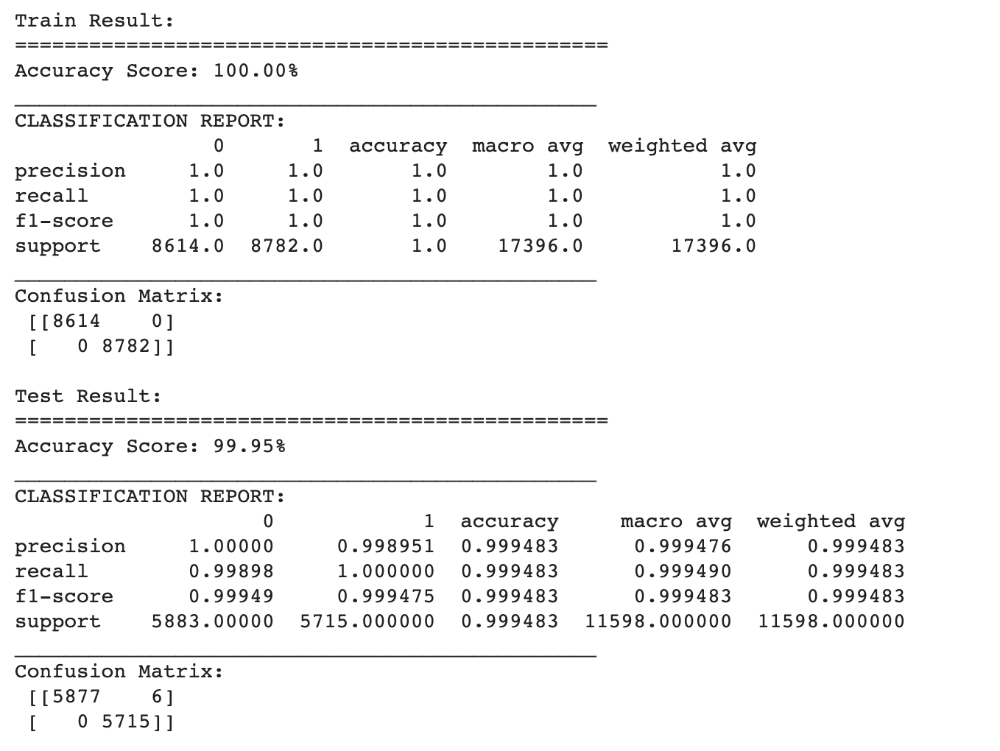 Train Result:
================================================
Accuracy Score: 100.00%
_______________________________________________
CLASSIFICATION REPORT:
                0       1  accuracy  macro avg  weighted avg
precision     1.0     1.0       1.0        1.0           1.0
recall        1.0     1.0       1.0        1.0           1.0
f1-score      1.0     1.0       1.0        1.0           1.0
support    8614.0  8782.0       1.0    17396.0       17396.0
_______________________________________________
Confusion Matrix:
 [[8614    0]
 [   0 8782]]

Test Result:
================================================
Accuracy Score: 99.95%
_______________________________________________
CLASSIFICATION REPORT:
                    0            1  accuracy     macro avg  weighted avg
precision     1.00000     0.998951  0.999483      0.999476      0.999483
recall        0.99898     1.000000  0.999483      0.999490      0.999483
f1-score      0.99949     0.999475  0.999483      0.999483      0.999483
support    5883.00000  5715.000000  0.999483  11598.000000  11598.000000
_______________________________________________
Confusion Matrix:
 [[5877    6]
 [   0 5715]]